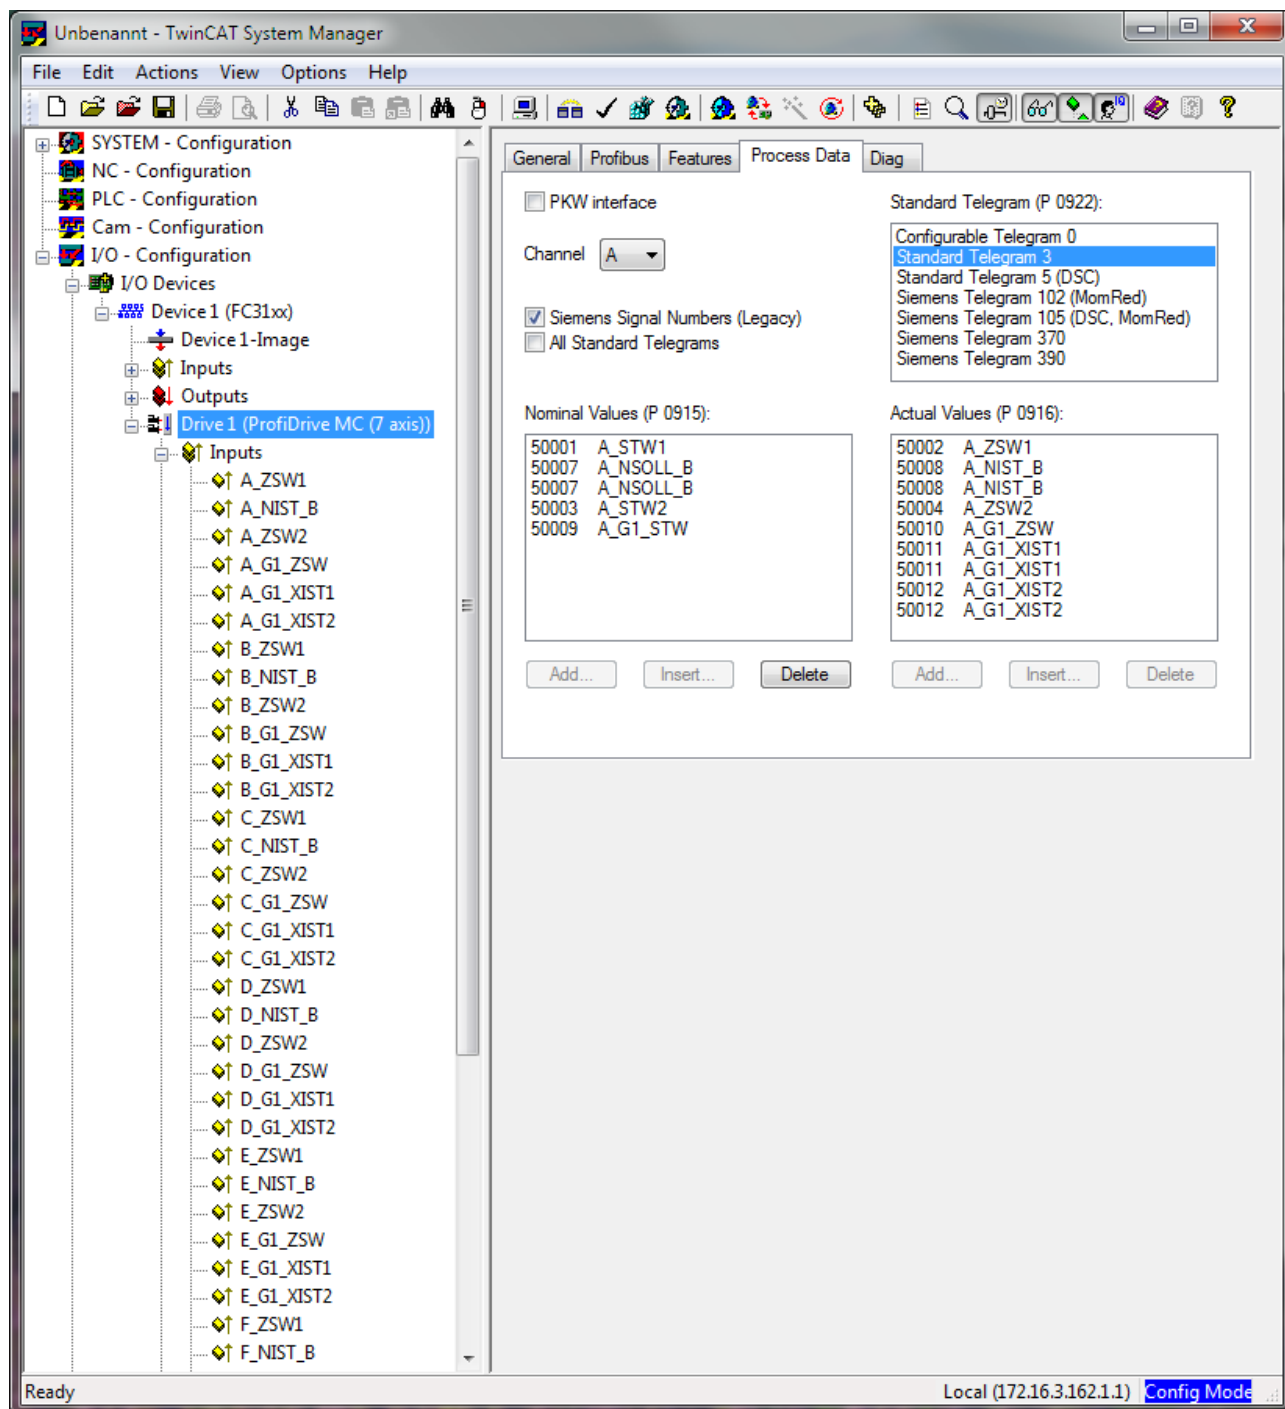 Unbenannt - TwinCAT System Manager
File Edit Actions View Options Help
SYSTEM - Configuration
NC - Configuration
PLC - Configuration
Cam - Configuration
I/O - Configuration
I/O Devices
Device 1 (FC31xx)
Device 1-Image
Inputs
Outputs
Drive 1 (ProfiDrive MC (7 axis))
Inputs
A_ZSW1
A_NIST_B
A_ZSW2
A_G1_ZSW
A_G1_XIST1
A_G1_XIST2
B_ZSW1
B_NIST_B
B_ZSW2
B_G1_ZSW
B_G1_XIST1
B_G1_XIST2
C_ZSW1
C_NIST_B
C_ZSW2
C_G1_ZSW
C_G1_XIST1
C_G1_XIST2
D_ZSW1
D_NIST_B
D_ZSW2
D_G1_ZSW
D_G1_XIST1
D_G1_XIST2
E_ZSW1
E_NIST_B
E_ZSW2
E_G1_ZSW
E_G1_XIST1
E_G1_XIST2
F_ZSW1
F_NIST_B
General Profibus Features Process Data Diag
PKW interface
Channel A
Siemens Signal Numbers (Legacy)
All Standard Telegrams
Standard Telegram (P 0922):
Configurable Telegram 0
Standard Telegram 3
Standard Telegram 5 (DSC)
Siemens Telegram 102 (MomRed)
Siemens Telegram 105 (DSC, MomRed)
Siemens Telegram 370
Siemens Telegram 390
Nominal Values (P 0915):
50001 A_STW1
50007 A_NSOLL_B
50007 A_NSOLL_B
50003 A_STW2
50009 A_G1_STW
Add... Insert... Delete
Actual Values (P 0916):
50002 A_ZSW1
50008 A_NIST_B
50008 A_NIST_B
50004 A_ZSW2
50010 A_G1_ZSW
50011 A_G1_XIST1
50011 A_G1_XIST1
50012 A_G1_XIST2
50012 A_G1_XIST2
Add... Insert... Delete
Ready Local (172.16.3.162.1.1) Config Mode